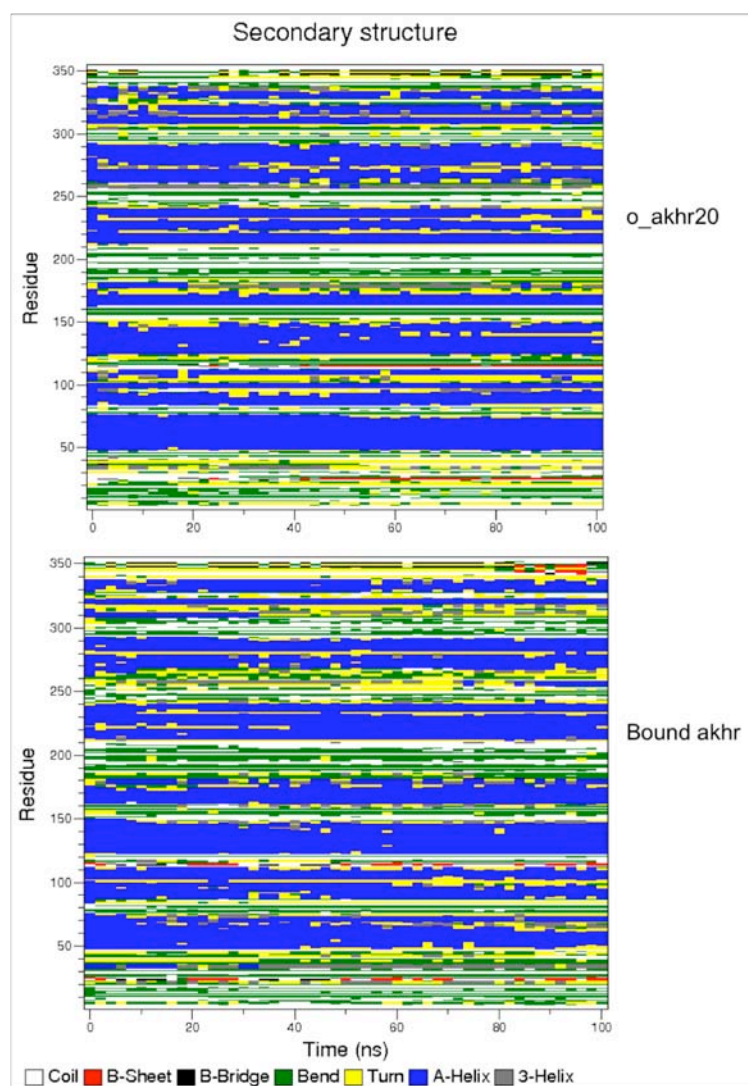 Secondary structure
350
300
250
200
150
100
50
Residue
0 20 40 60 80 100
o_akhr20
350
300
250
200
150
100
50
Residue
0 20 40 60 80 100
Bound akhr
Time (ns)
Coil B-Sheet B-Bridge Bend Turn A-Helix 3-Helix